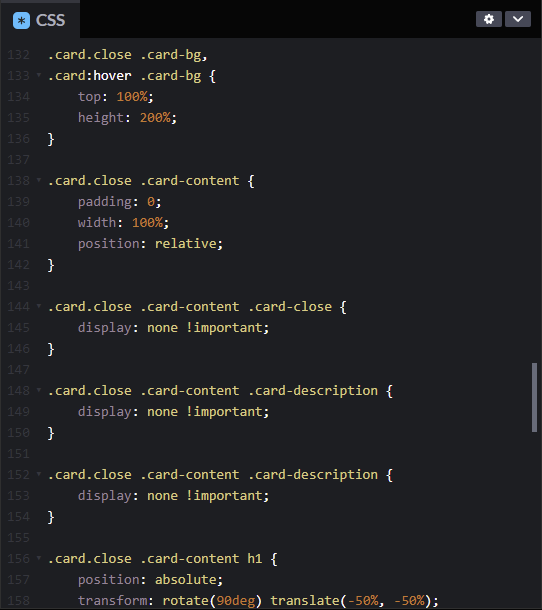 CSS
132 .card.close .card-bg,
133 .card:hover .card-bg {
134     top: 100%;
135     height: 200%;
136 }
137
138 .card.close .card-content {
139     padding: 0;
140     width: 100%;
141     position: relative;
142 }
143
144 .card.close .card-content .card-close {
145     display: none !important;
146 }
147
148 .card.close .card-content .card-description {
149     display: none !important;
150 }
151
152 .card.close .card-content .card-description {
153     display: none !important;
154 }
155
156 .card.close .card-content h1 {
157     position: absolute;
158     transform: rotate(90deg) translate(-50%, -50%);